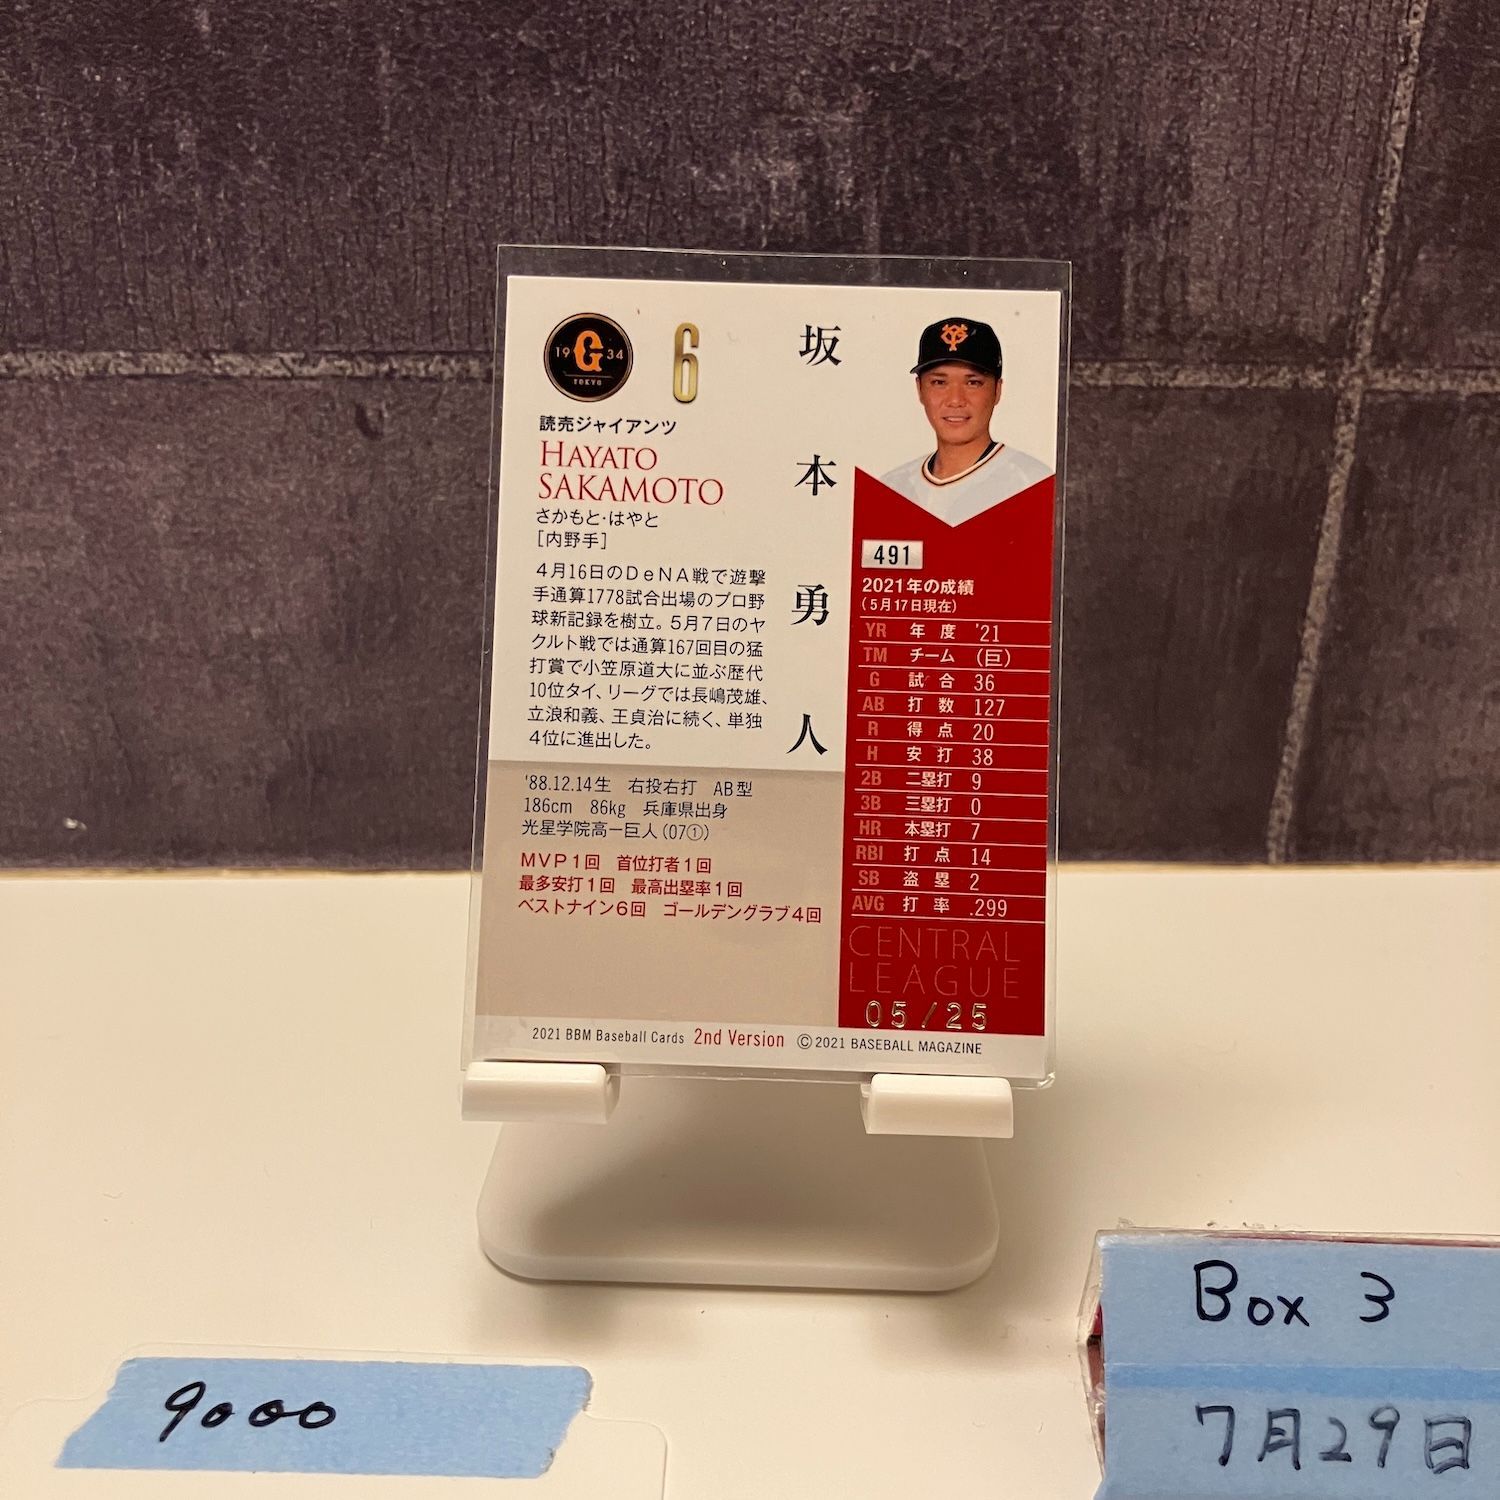 19 G 34
TOKYO
6
読売ジャイアンツ
HAYATO
SAKAMOTO
さかもと・はやと
[内野手]
坂本勇人
YG
4月16日のDeNA戦で遊撃
手通算1778試合出場のプロ野
球新記録を樹立。5月7日のヤ
クルト戦では通算167回目の猛
打賞で小笠原道大に並ぶ歴代
10位タイ、リーグでは長嶋茂雄、
立浪和義、王貞治に続く、単独
4位に進出した。
'88.12.14生 右投右打 AB型
186cm 86kg 兵庫県出身
光星学院高ー巨人(07①)
MVP1回 首位打者1回
最多安打1回 最高出塁率1回
ベストナイン6回 ゴールデングラブ4回
491
2021年の成績
(5月17日現在)
YR 年度 '21
TM チーム (巨)
G 試合 36
AB 打数 127
R 得点 20
H 安打 38
2B 二塁打 9
3B 三塁打 0
HR 本塁打 7
RBI 打点 14
SB 盗塁 2
AVG 打率 .299
CENTRAL
LEAGUE
05/25
2021 BBM Baseball Cards 2nd Version ©2021 BASEBALL MAGAZINE
9000
Box 3
7月29日